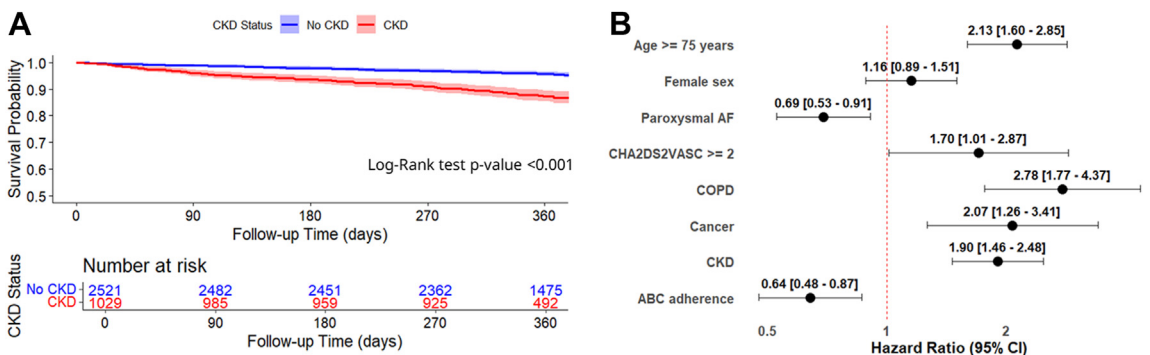 A
CKD Status No CKD CKD
Survival Probability
1.0
0.9
0.8
0.7
0.6
0.5
Log-Rank test p-value <0.001
0 90 180 270 360
Follow-up Time (days)
Number at risk
CKD Status
No CKD 2521 2482 2451 2362 1475
CKD 1029 985 959 925 492
0 90 180 270 360
Follow-up Time (days)
B
Age >= 75 years 2.13 [1.60 - 2.85]
Female sex 1.16 [0.89 - 1.51]
Paroxysmal AF 0.69 [0.53 - 0.91]
CHA2DS2VASC >= 2 1.70 [1.01 - 2.87]
COPD 2.78 [1.77 - 4.37]
Cancer 2.07 [1.26 - 3.41]
CKD 1.90 [1.46 - 2.48]
ABC adherence 0.64 [0.48 - 0.87]
0.5 1 2
Hazard Ratio (95% CI)